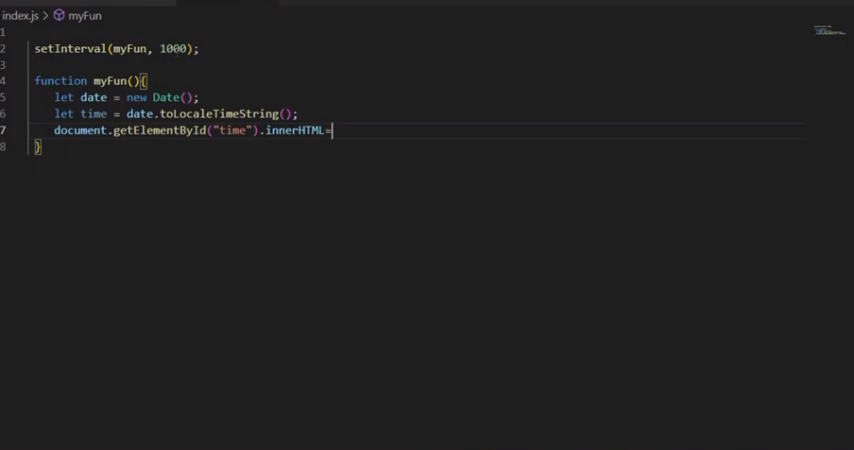 index.js > myFun
1
2 setInterval(myFun, 1000);
3
4 function myFun(){
5 let date = new Date();
6 let time = date.toLocaleTimeString();
7 document.getElementById("time").innerHTML=
8 }